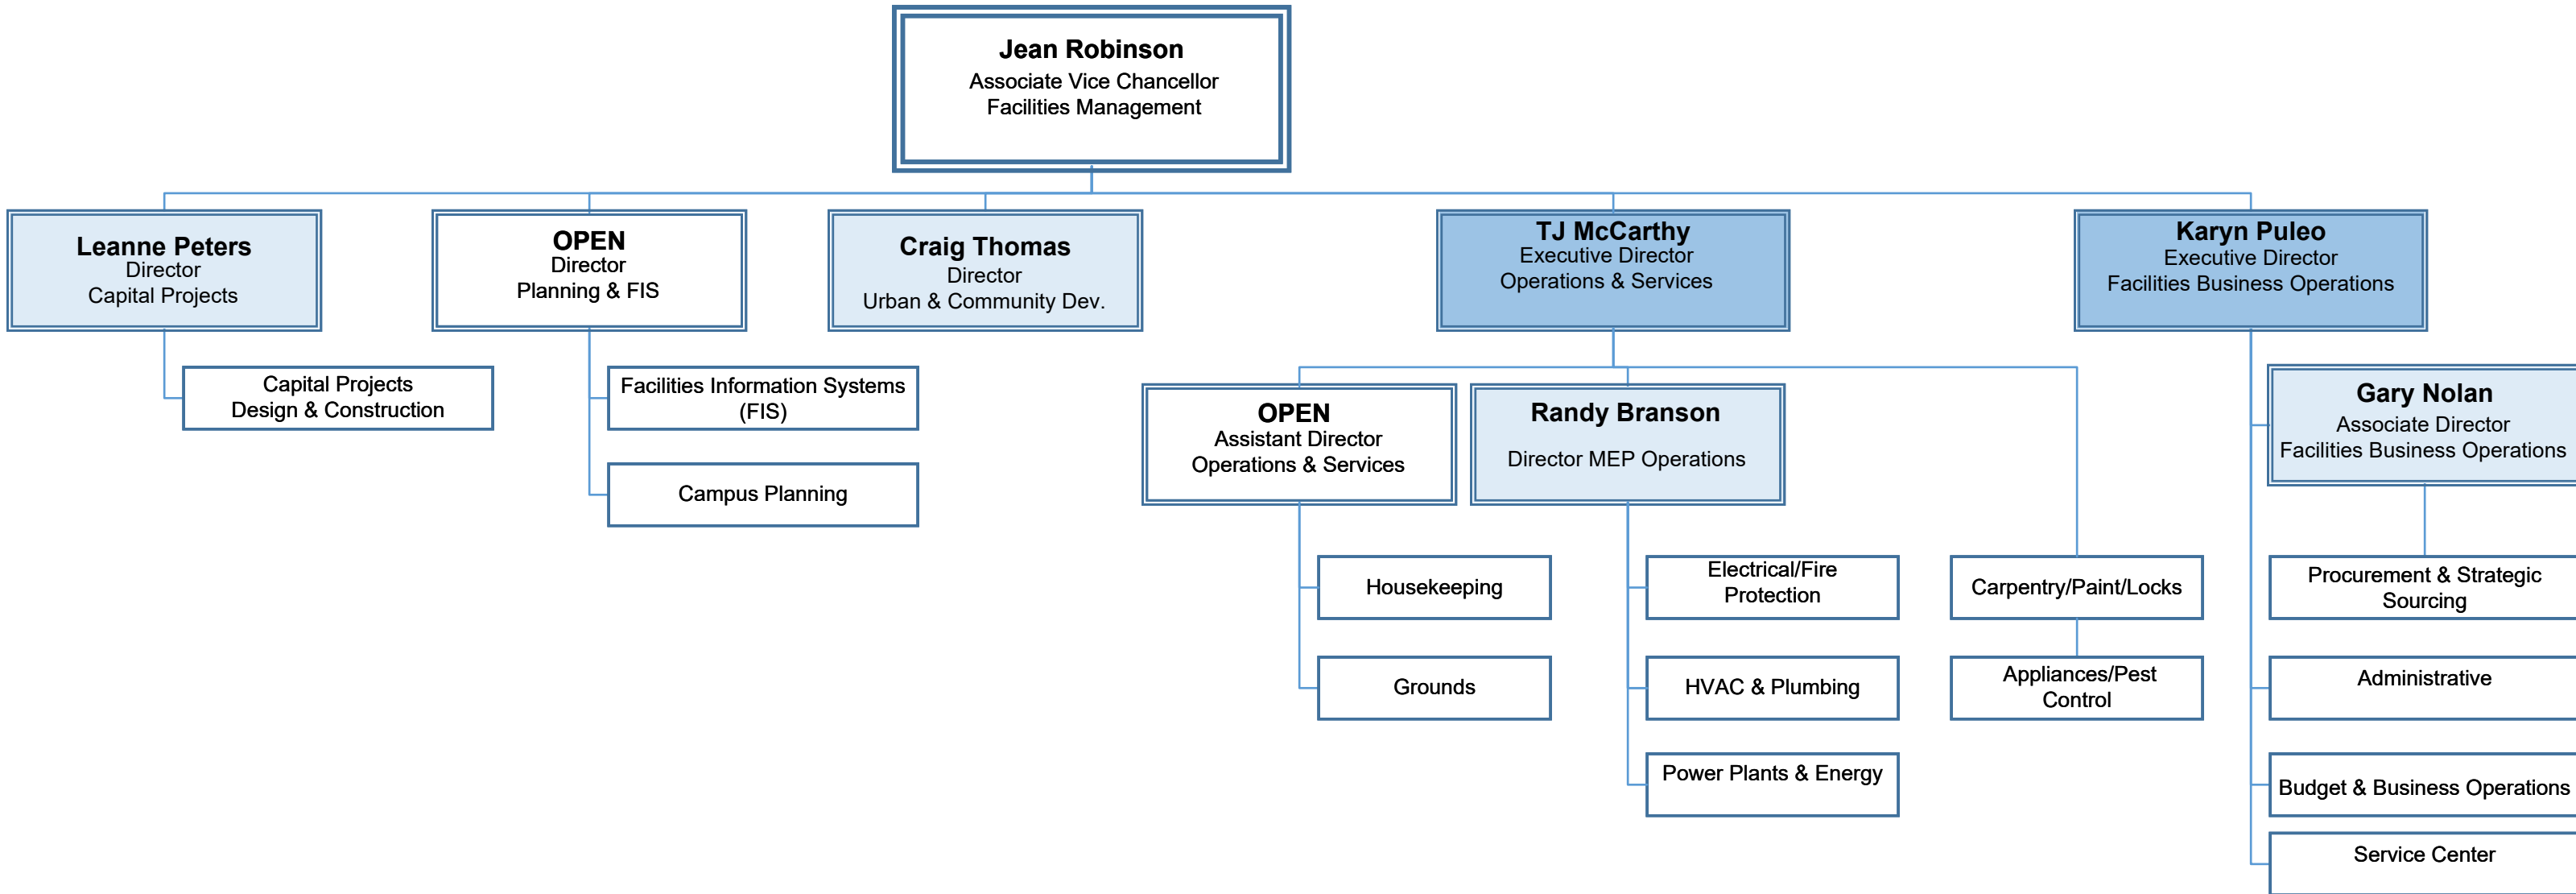 Jean Robinson
Associate Vice Chancellor
Facilities Management
Leanne Peters
Director
Capital Projects
OPEN
Director
Planning & FIS
Craig Thomas
Director
Urban & Community Dev.
TJ McCarthy
Executive Director
Operations & Services
Karyn Puleo
Executive Director
Facilities Business Operations
Capital Projects
Design & Construction
Facilities Information Systems
(FIS)
Campus Planning
OPEN
Assistant Director
Operations & Services
Randy Branson
Director MEP Operations
Gary Nolan
Associate Director
Facilities Business Operations
Housekeeping
Grounds
Electrical/Fire
Protection
HVAC & Plumbing
Power Plants & Energy
Carpentry/Paint/Locks
Appliances/Pest
Control
Procurement & Strategic
Sourcing
Administrative
Budget & Business Operations
Service Center